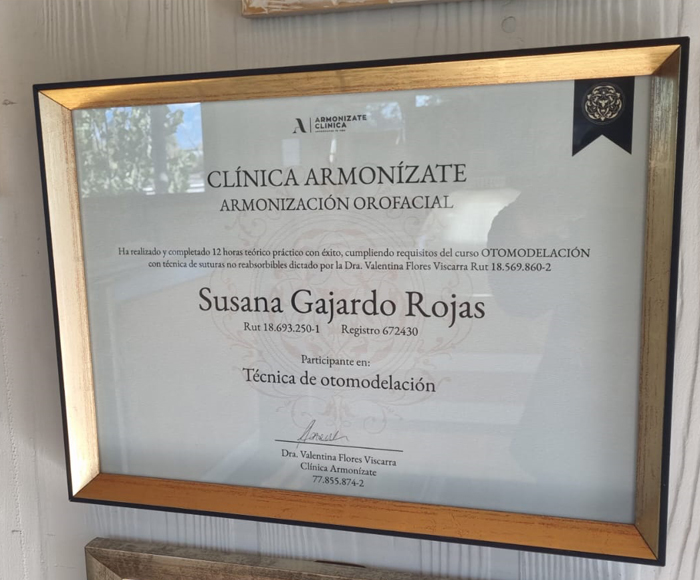 A | ARMONIZATE
CLINICA
CLÍNICA ARMONÍZATE
ARMONIZACIÓN OROFACIAL
Ha realizado y completado 12 horas teórico práctico con éxito, cumpliendo requisitos del curso OTOMODELACIÓN
con técnica de suturas no reabsorbibles dictado por la Dra. Valentina Flores Viscarra Rut 18.569.860-2
Susana Gajardo Rojas
Rut 18.693.250-1 Registro 672430
Participante en:
Técnica de otomodelación
Dra. Valentina Flores Viscarra
Clínica Armonízate
77.855.874-2